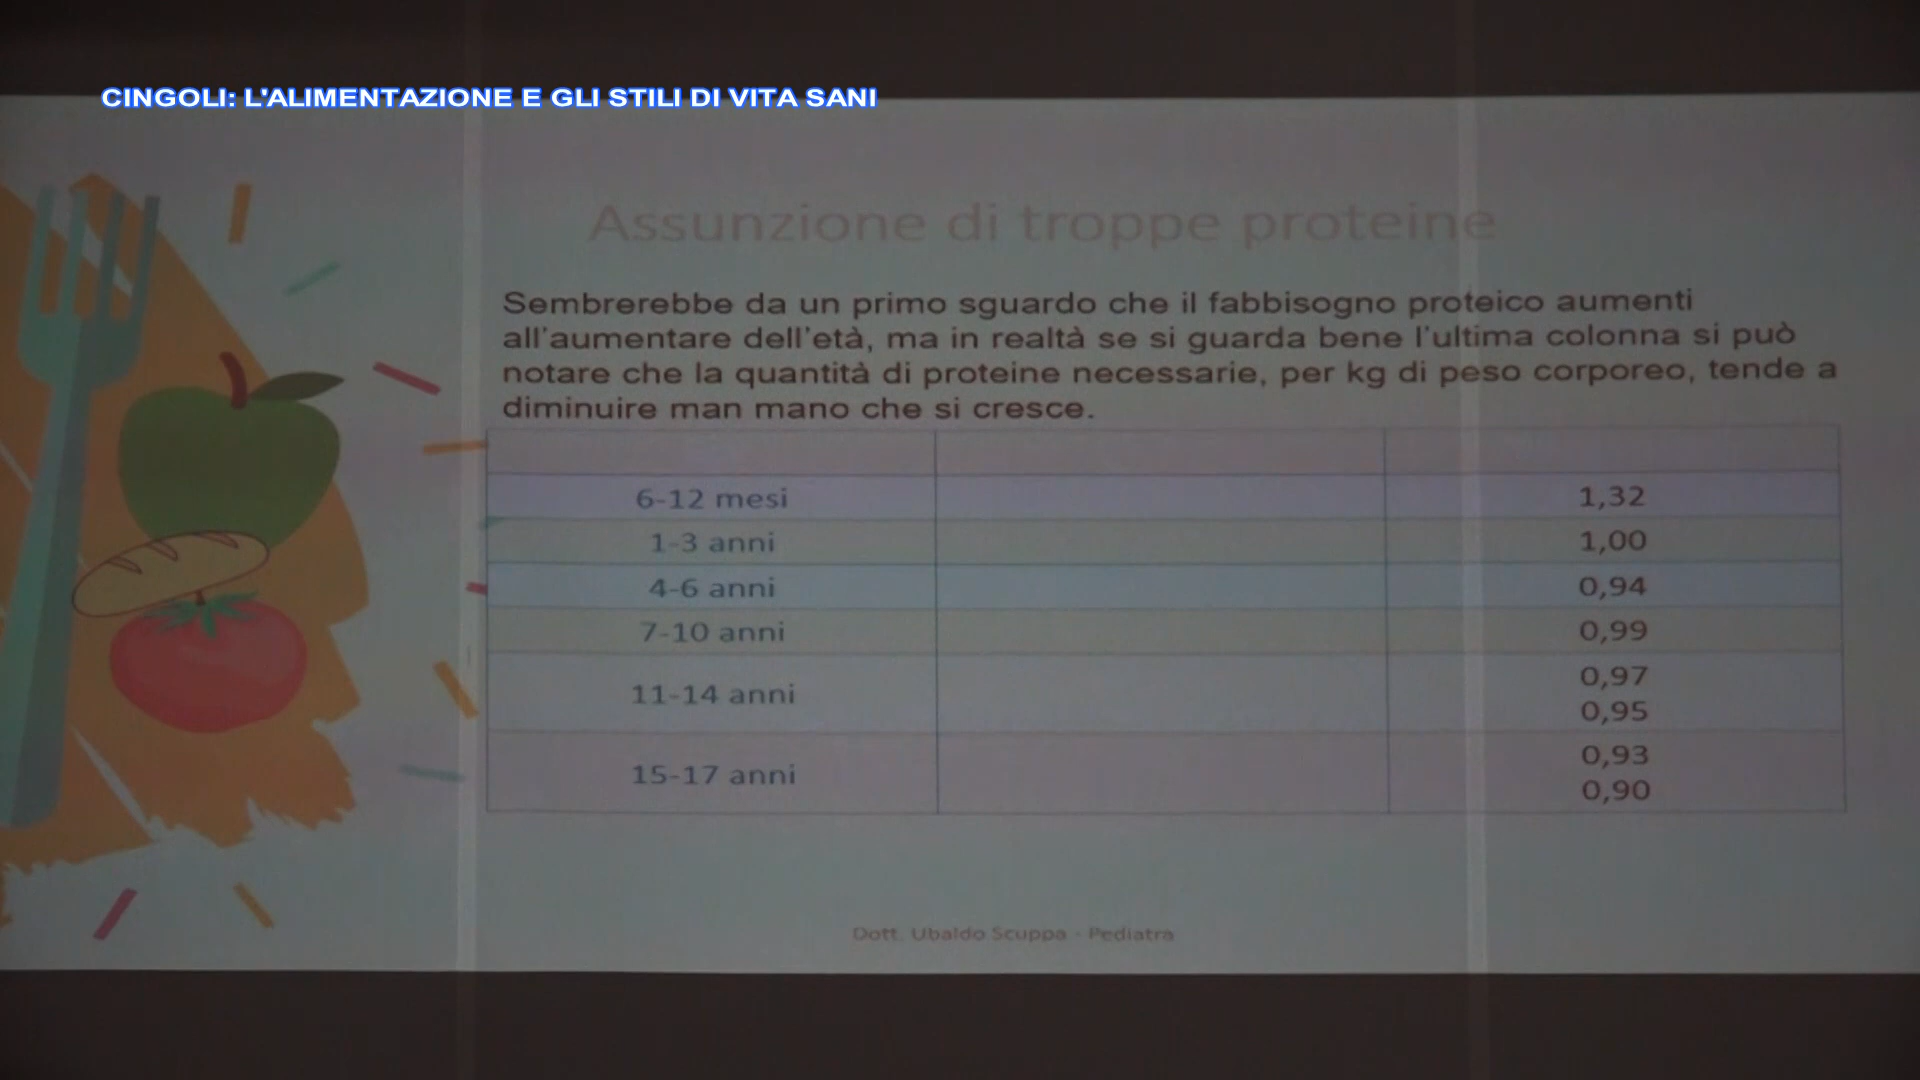 CINGOLI: L'ALIMENTAZIONE E GLI STILI DI VITA SANI
Assunzione di troppe proteine
Sembrerebbe da un primo sguardo che il fabbisogno proteico aumenti
all'aumentare dell'età, ma in realtà se si guarda bene l'ultima colonna si può
notare che la quantità di proteine necessarie, per kg di peso corporeo, tende a
diminuire man mano che si cresce.
6-12 mesi 1,32
1-3 anni 1,00
4-6 anni 0,94
7-10 anni 0,99
11-14 anni 0,97
0,95
15-17 anni 0,93
0,90
Dott. Ubaldo Scuppa - Pediatra